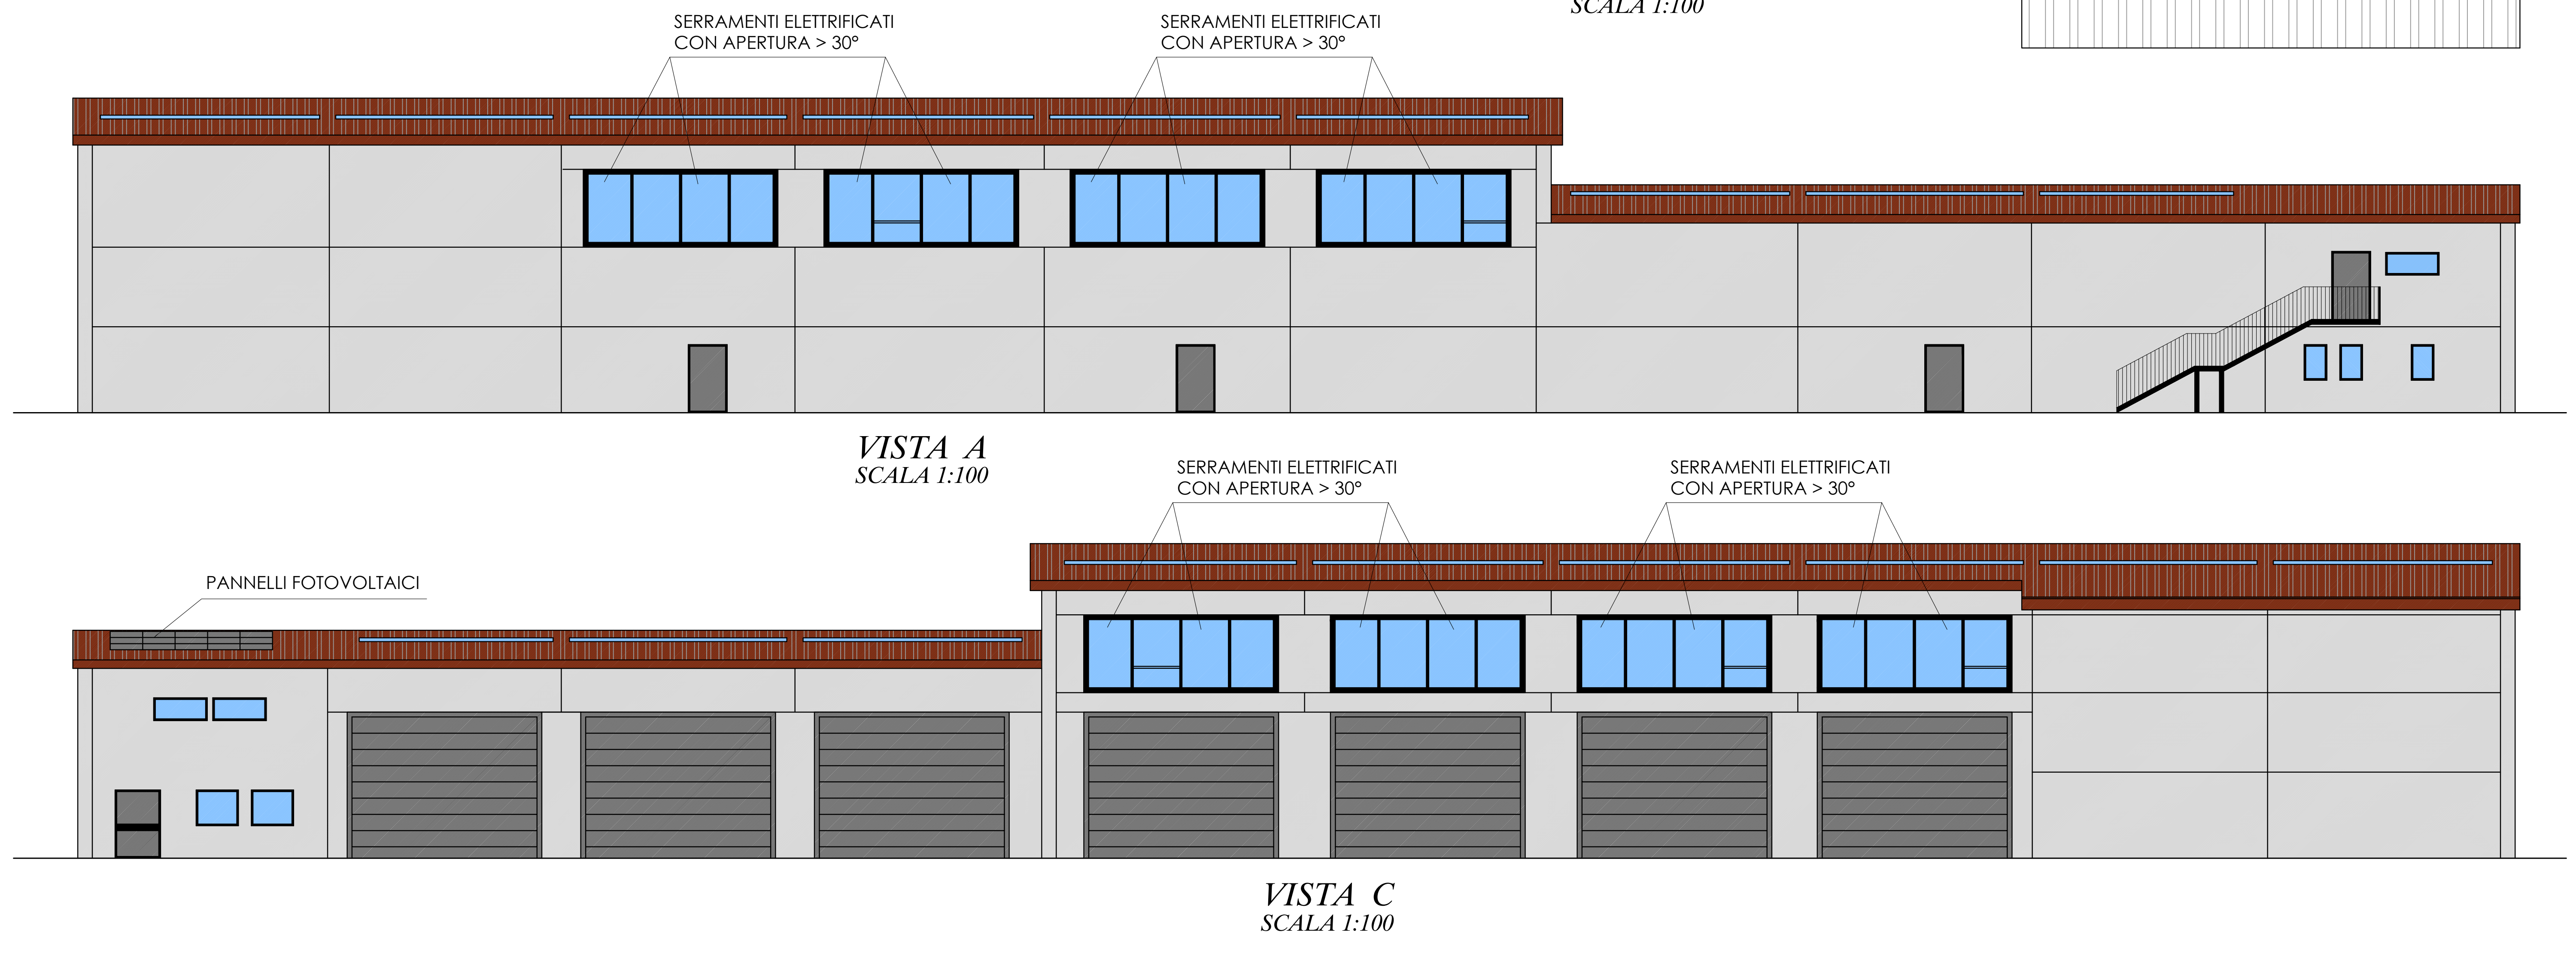 SCALA 1:100
SERRAMENTI ELETTRIFICATI
CON APERTURA > 30°
SERRAMENTI ELETTRIFICATI
CON APERTURA > 30°
VISTA A
SCALA 1:100
SERRAMENTI ELETTRIFICATI
CON APERTURA > 30°
SERRAMENTI ELETTRIFICATI
CON APERTURA > 30°
PANNELLI FOTOVOLTAICI
VISTA C
SCALA 1:100